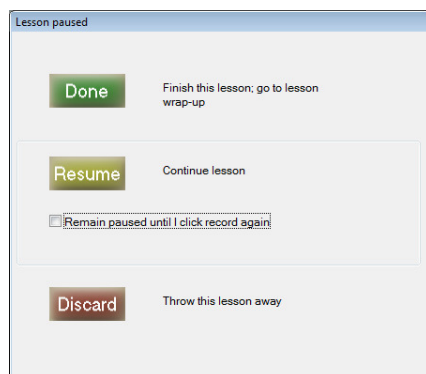 Lesson paused
Done
Finish this lesson; go to lesson
wrap-up
Resume
Continue lesson
Remain paused until I click record again
Discard
Throw this lesson away